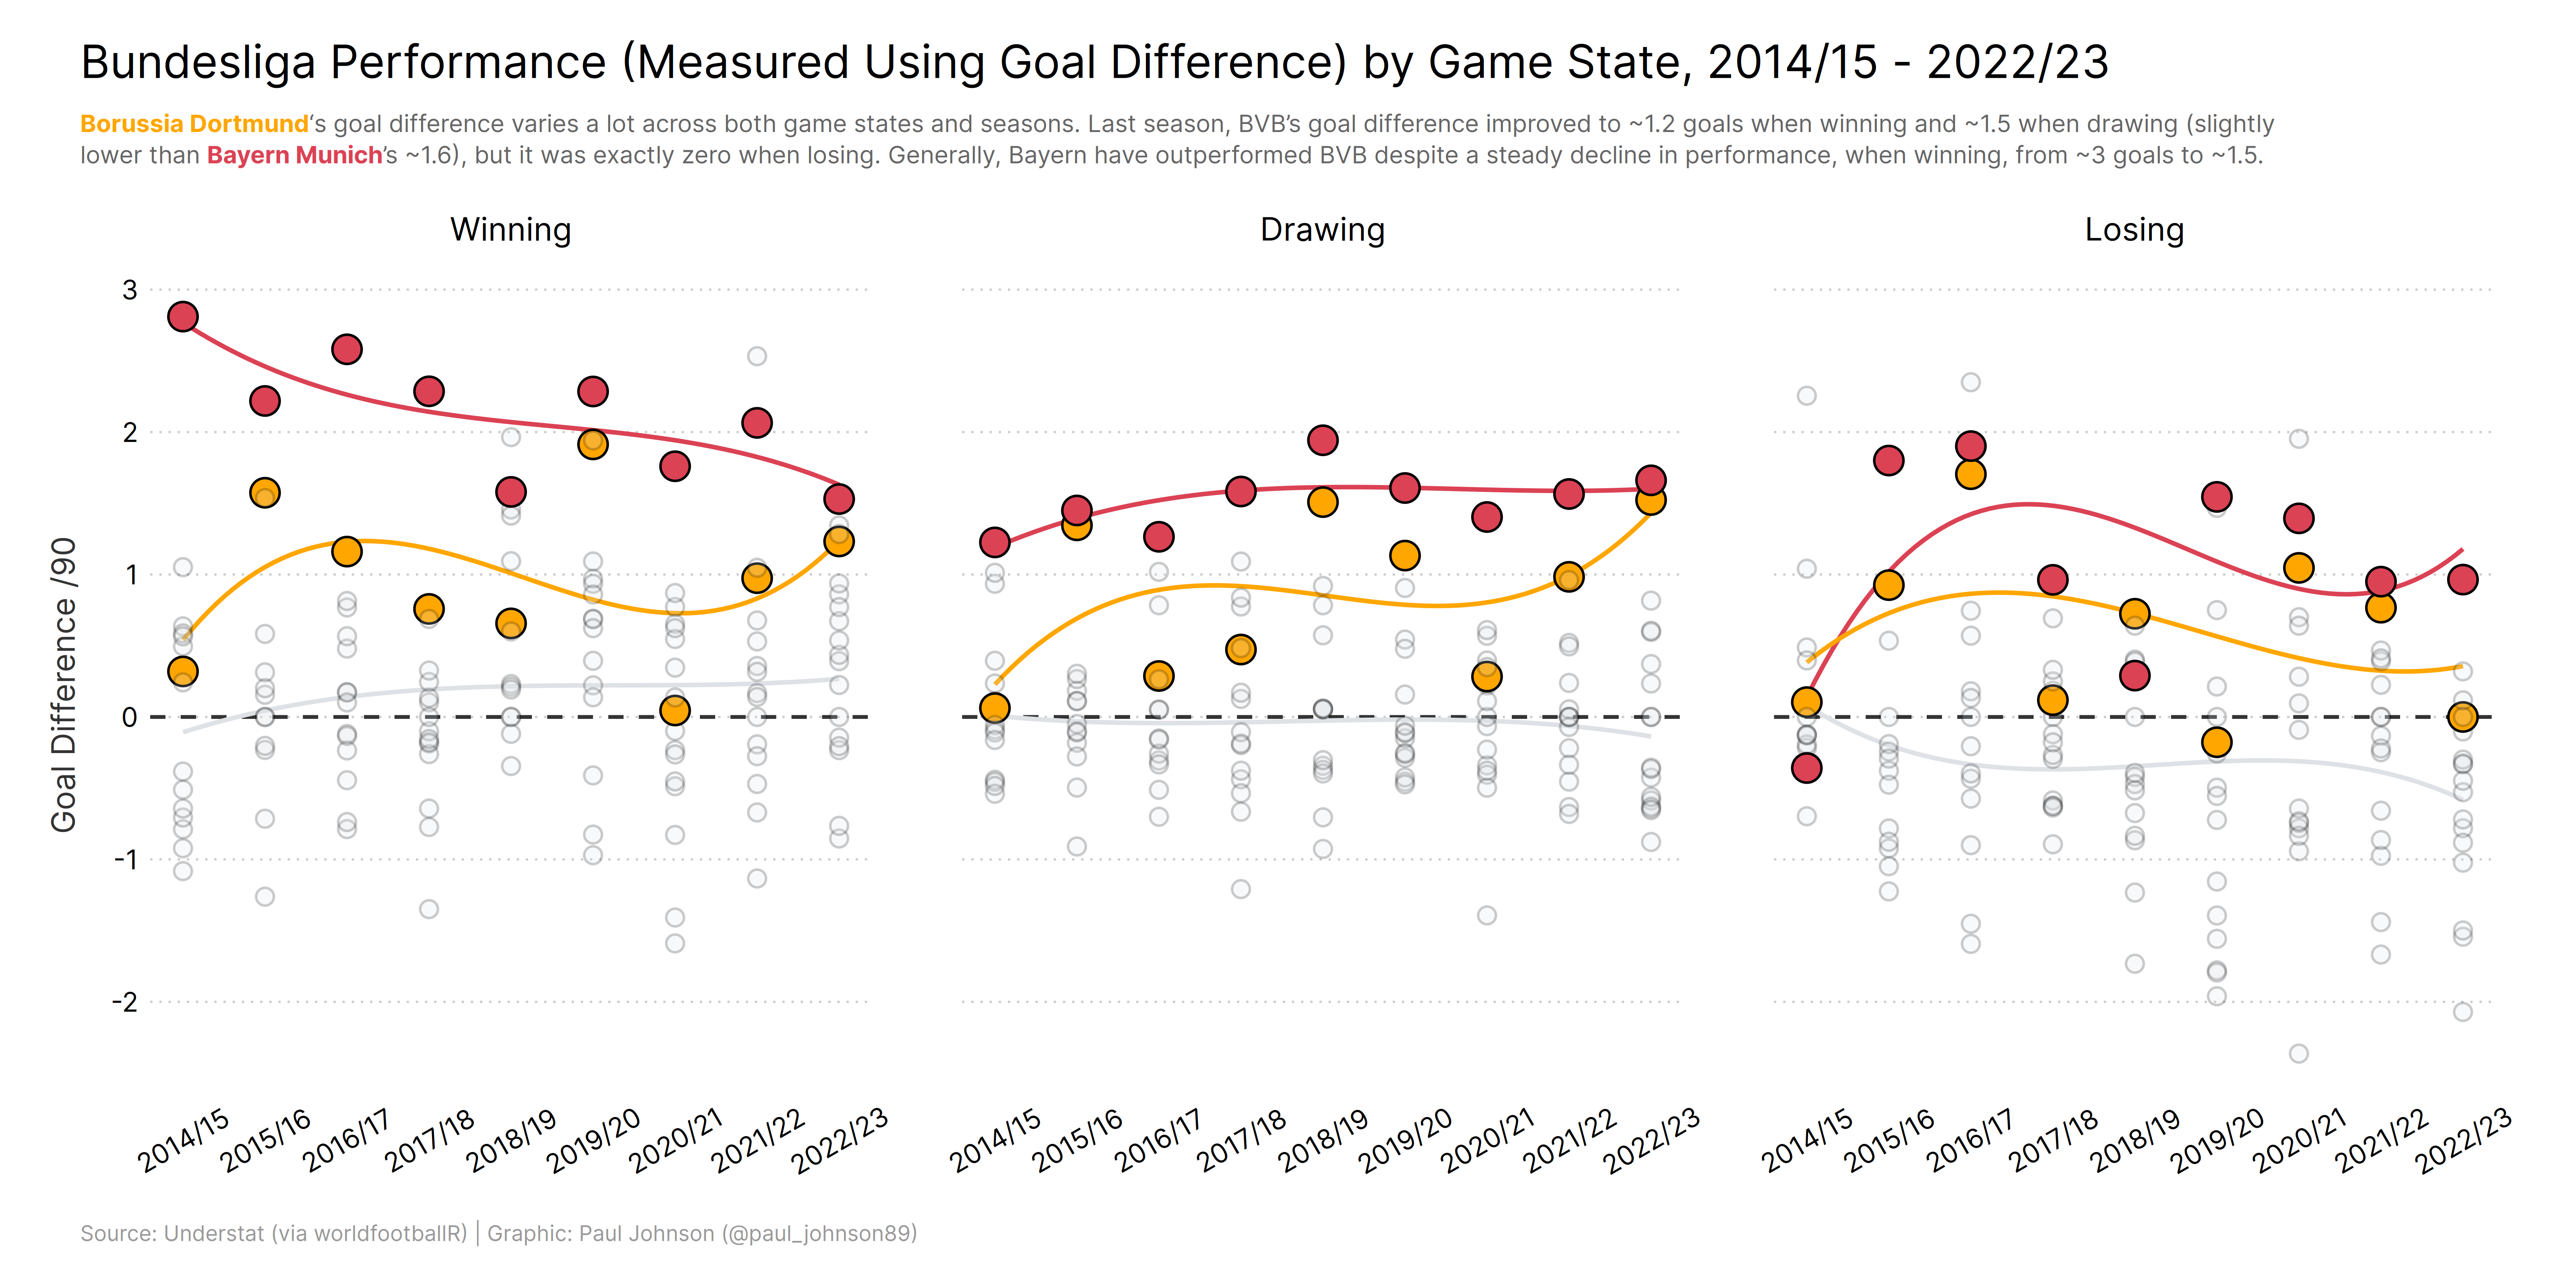 Bundesliga Performance (Measured Using Goal Difference) by Game State, 2014/15 - 2022/23
Borussia Dortmund‘s goal difference varies a lot across both game states and seasons. Last season, BVB’s goal difference improved to ~1.2 goals when winning and ~1.5 when drawing (slightly
lower than Bayern Munich’s ~1.6), but it was exactly zero when losing. Generally, Bayern have outperformed BVB despite a steady decline in performance, when winning, from ~3 goals to ~1.5.
Winning
Drawing
Losing
Goal Difference /90
3
2
1
0
-1
-2
2014/15 2015/16 2016/17 2017/18 2018/19 2019/20 2020/21 2021/22 2022/23
2014/15 2015/16 2016/17 2017/18 2018/19 2019/20 2020/21 2021/22 2022/23
2014/15 2015/16 2016/17 2017/18 2018/19 2019/20 2020/21 2021/22 2022/23
Source: Understat (via worldfootballR) | Graphic: Paul Johnson (@paul_johnson89)